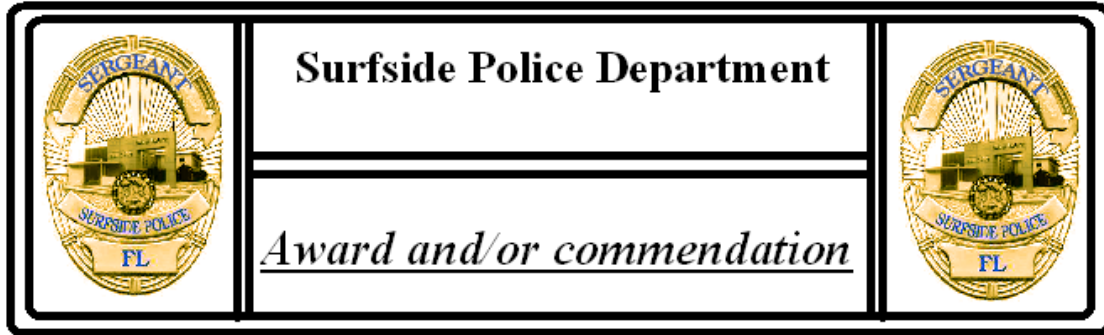 SERGEANT
SURFSIDE POLICE
FL
Surfside Police Department
Award and/or commendation
SERGEANT
SURFSIDE POLICE
FL